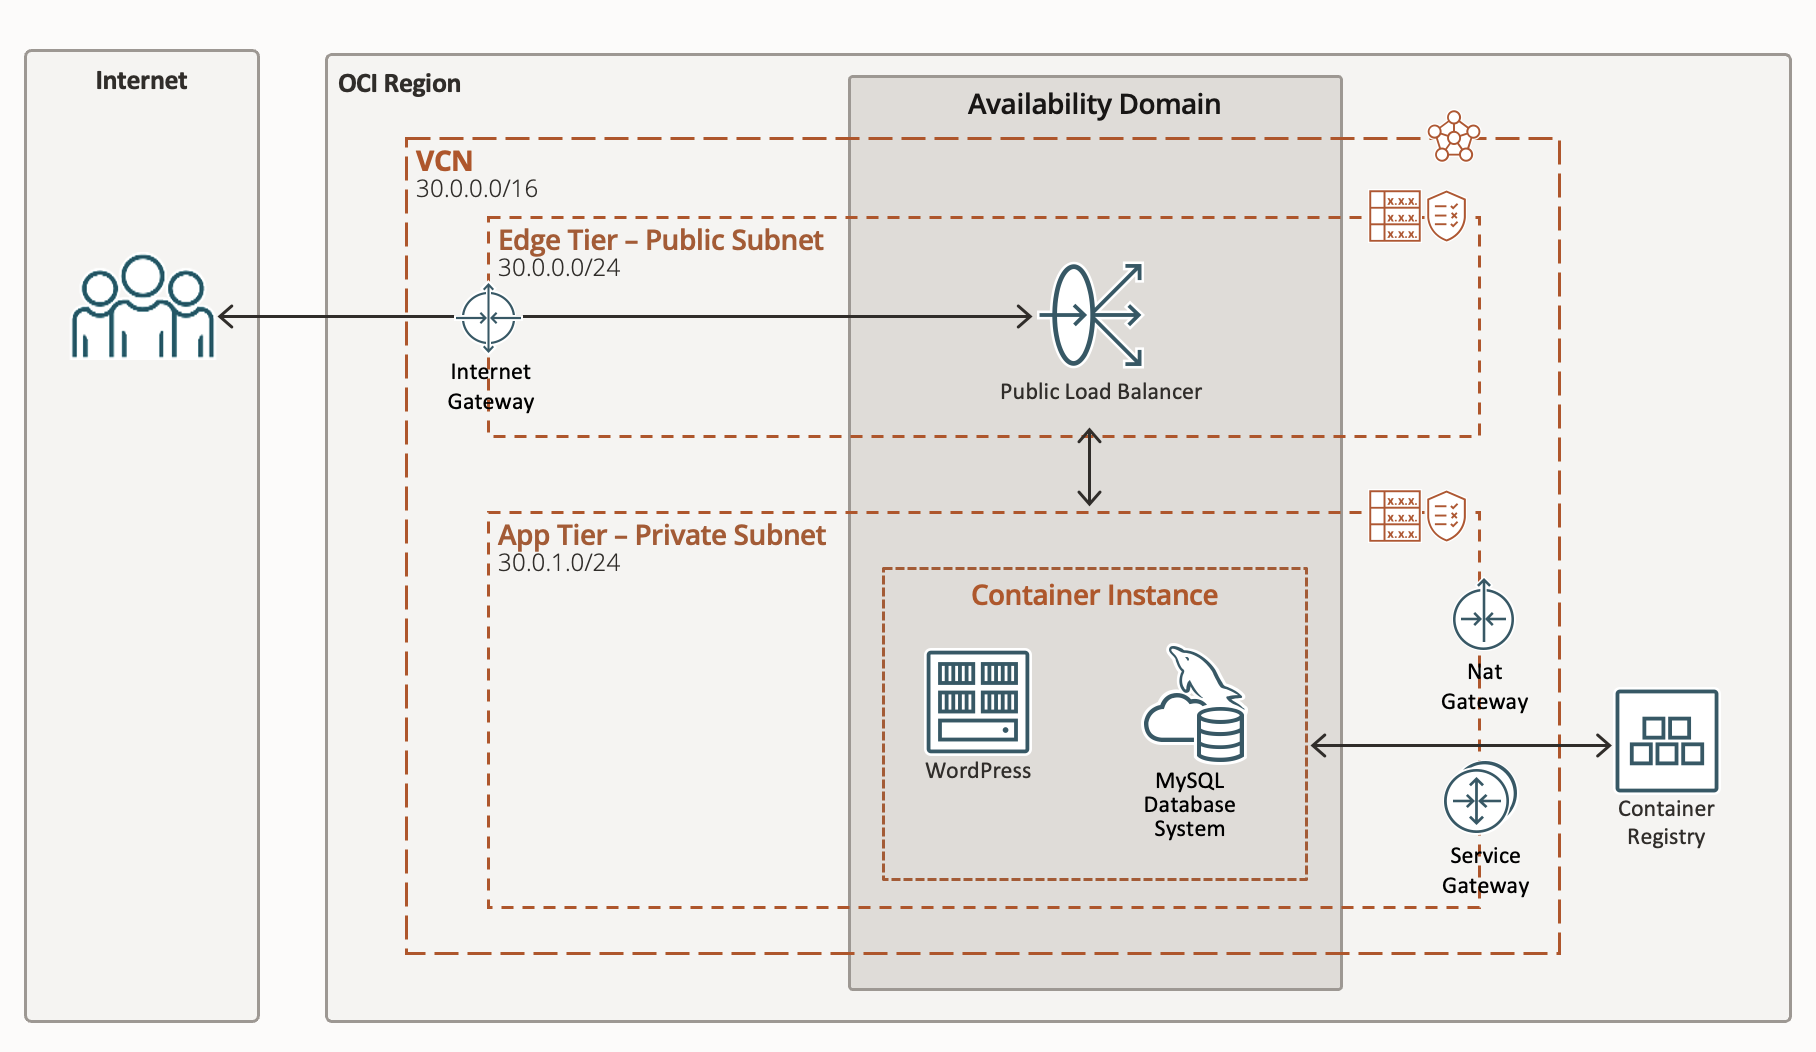 Internet
OCI Region
Availability Domain
VCN
30.0.0.0/16
x.x.x.
x.x.x.
x.x.x.
Edge Tier – Public Subnet
30.0.0.0/24
Internet
Gateway
Public Load Balancer
x.x.x.
x.x.x.
x.x.x.
App Tier – Private Subnet
30.0.1.0/24
Container Instance
WordPress
MySQL
Database
System
Nat
Gateway
Service
Gateway
Container
Registry